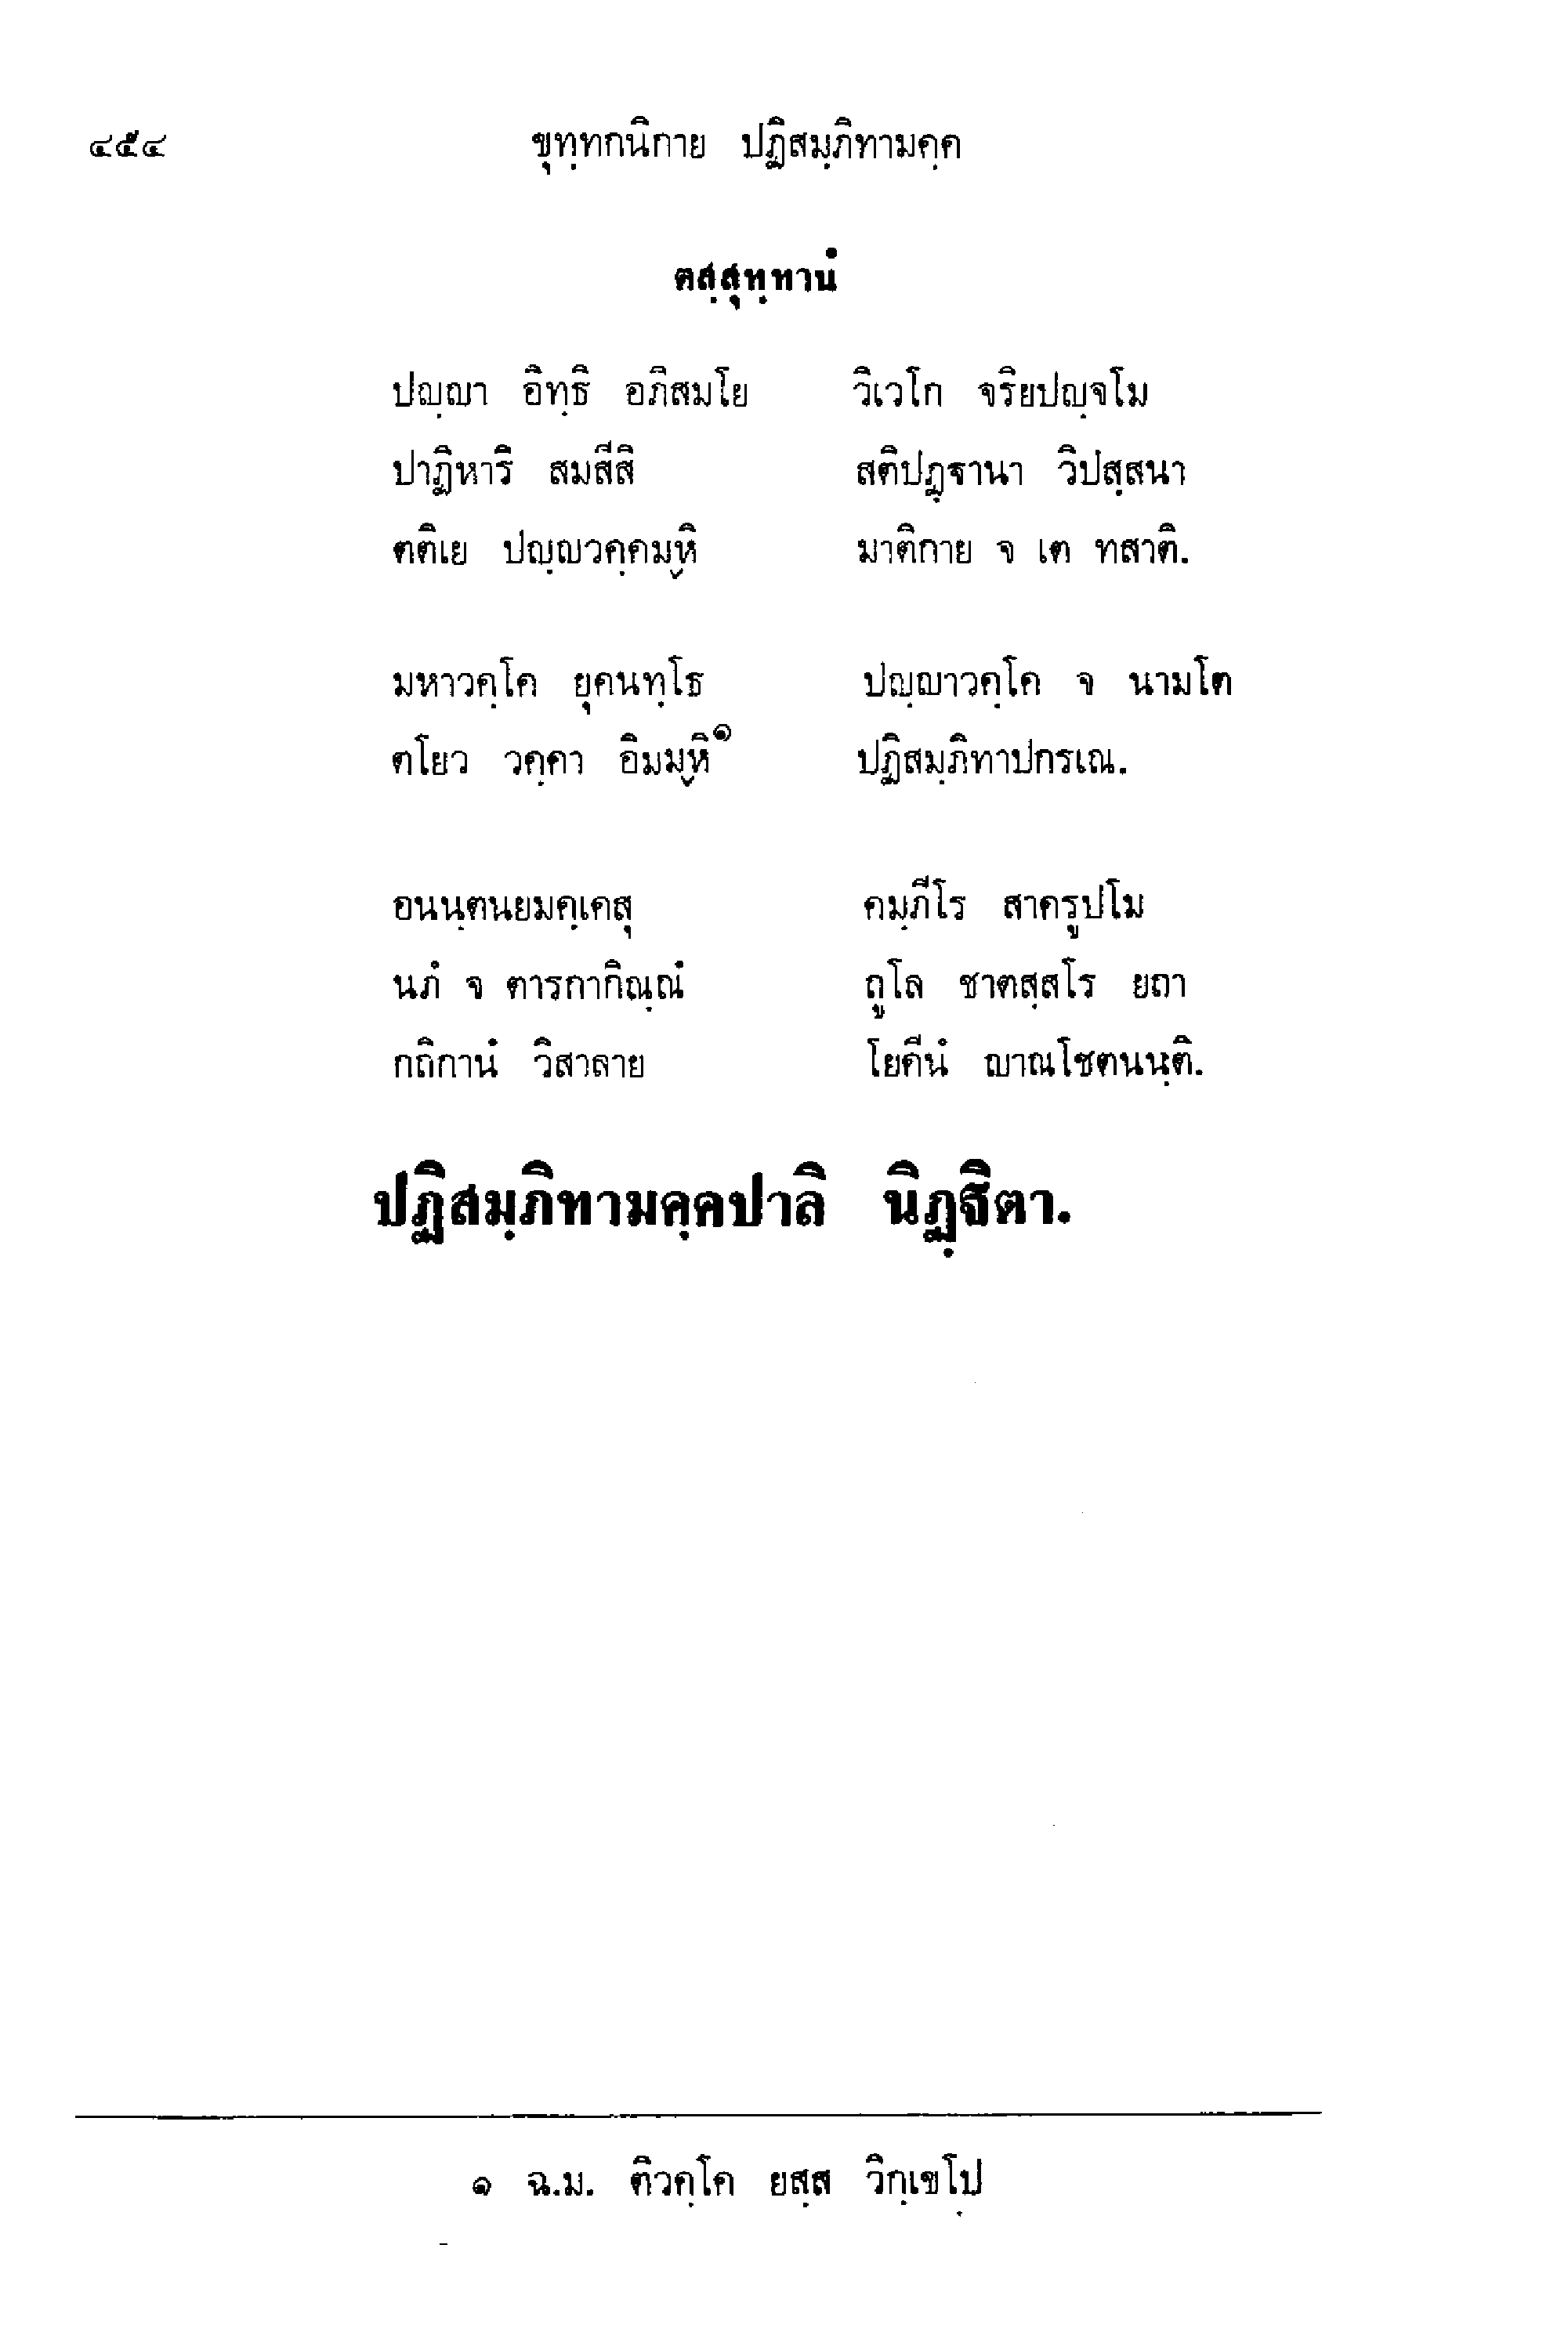 ๔๕๔ ขุทฺทกนิกาย ปฏิสมฺภิทามคฺค
ตสฺสุทฺทานํ
ปญฺญา อิทฺธิ อภิสมโย วิเวโก จริยปญฺจโม
ปาฏิหาริ สมสีสิ สติปฏฺฐานา วิปสฺสนา
ตติเย ปญฺญวคฺคมฺหิ มาติกาย จ เต ทสาติ.
มหาวคฺโค ยุคนทฺโธ ปญฺญาวคฺโค จ นามโต
ตโยว วคฺคา อิมมฺหิ๑ ปฏิสมฺภิทาปกรเณ.
อนนฺตนยมคฺเคสุ คมฺภีโร สาครูปโม
นภํ จ ตารกากิณฺณํ ถูโล ชาตสฺสโร ยถา
กถิกานํ วิสาลาย โยคีนํ ญาณโชตนนฺติ.
ปฏิสมฺภิทามคฺคปาลิ นิฏฺฐิตา.
๑ ฉ.ม. ติวคฺโค ยสฺส วิกฺเขโปฺ